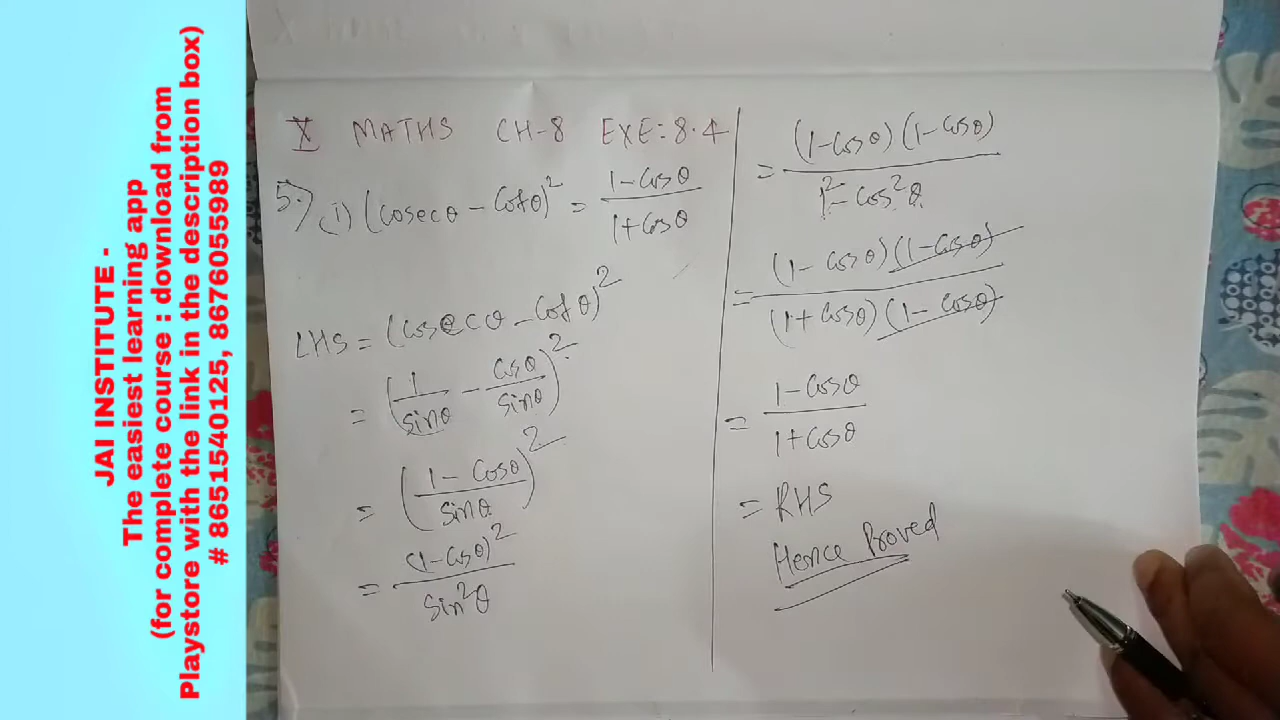 JAI INSTITUTE -
The easiest learning app
(for complete course : download from
Playstore with the link in the description box)
# 8651540125, 8676055989
X MATHS CH-8 EXE:8.4
5.) (i) (cosecθ - cotθ)² = (1-cosθ)/(1+cosθ)
LHS = (cosecθ - cotθ)²
= (1/sinθ - cosθ/sinθ)²
= ((1-cosθ)/sinθ)²
= (1-cosθ)²/sin²θ
= (1-cosθ)(1-cosθ)/(1²-cos²θ)
= (1-cosθ)(1-cosθ)/(1+cosθ)(1-cosθ)
= (1-cosθ)/(1+cosθ)
= RHS
Hence Proved